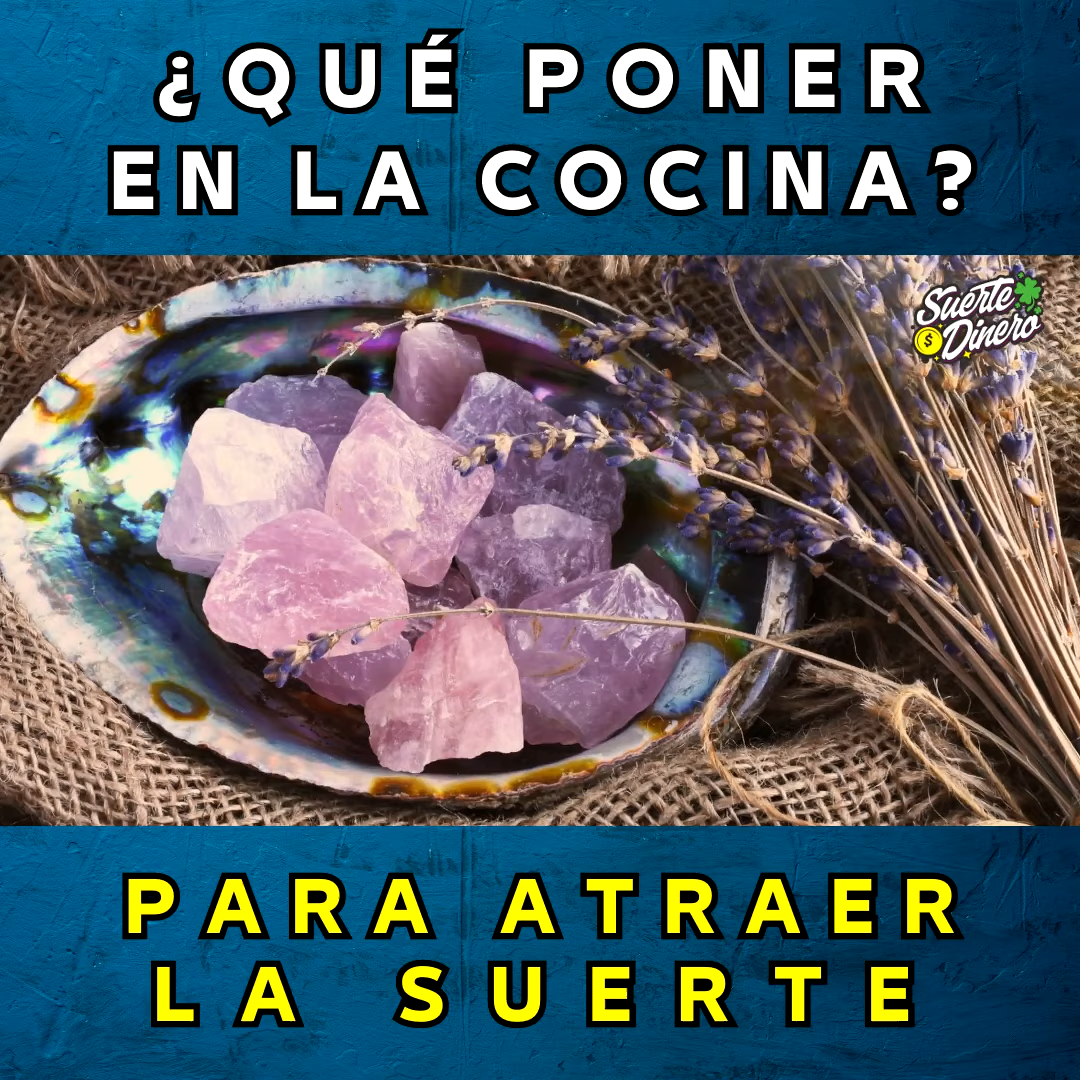 ¿QUÉ PONER
EN LA COCINA?
Suerte
$
Dinero
PARA ATRAER
LA SUERTE